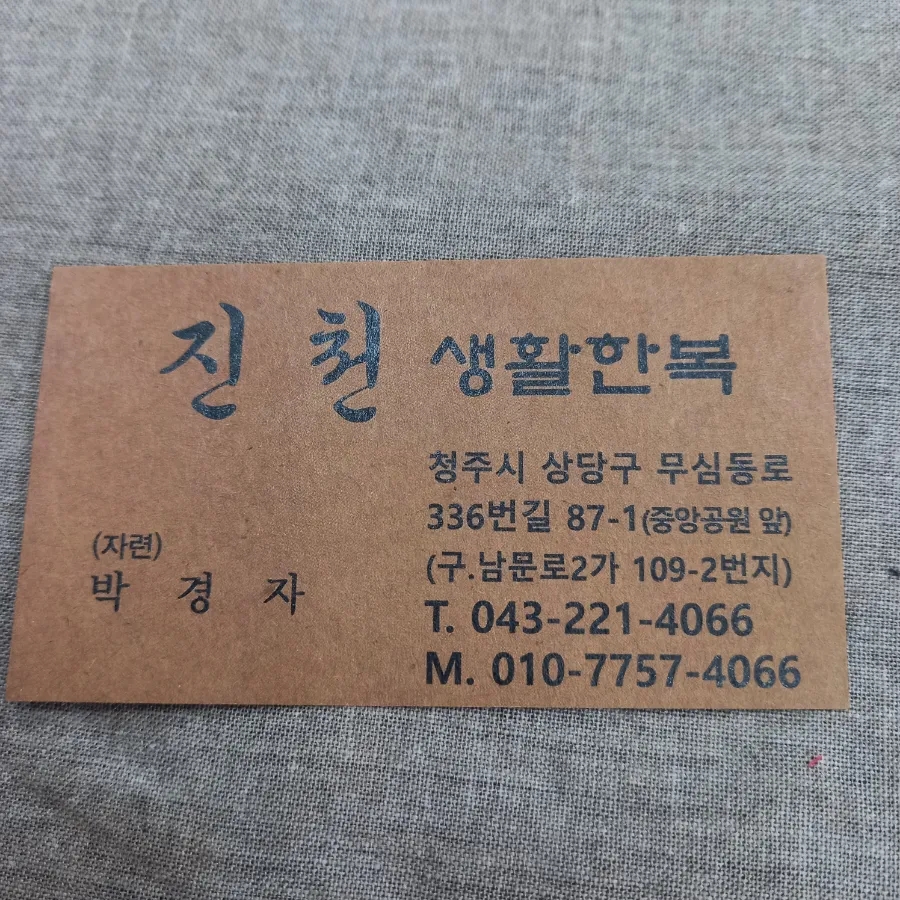 진 친 생활한복
청주시 상당구 무심동로
336번길 87-1(중앙공원 앞)
(구.남문로2가 109-2번지)
(자련)
박 경 자
T. 043-221-4066
M. 010-7757-4066